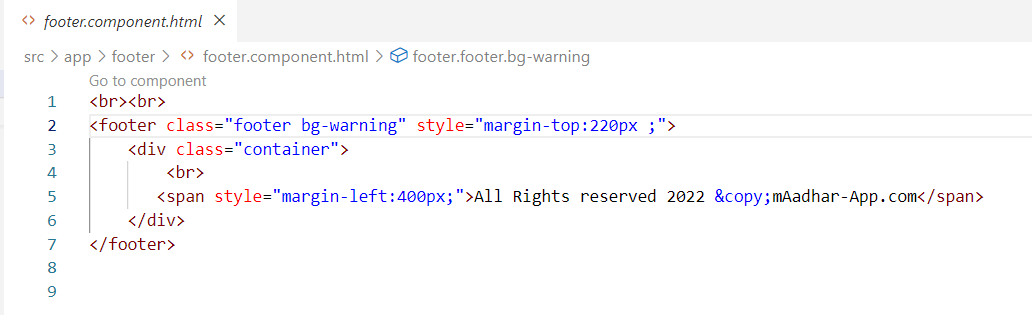 footer.component.html
src > app > footer > footer.component.html > footer.footer.bg-warning
Go to component
1 <br><br>
2 <footer class="footer bg-warning" style="margin-top:220px ;">
3     <div class="container">
4         <br>
5        <span style="margin-left:400px;">All Rights reserved 2022 &copy;mAadhar-App.com</span>
6     </div>
7 </footer>
8
9